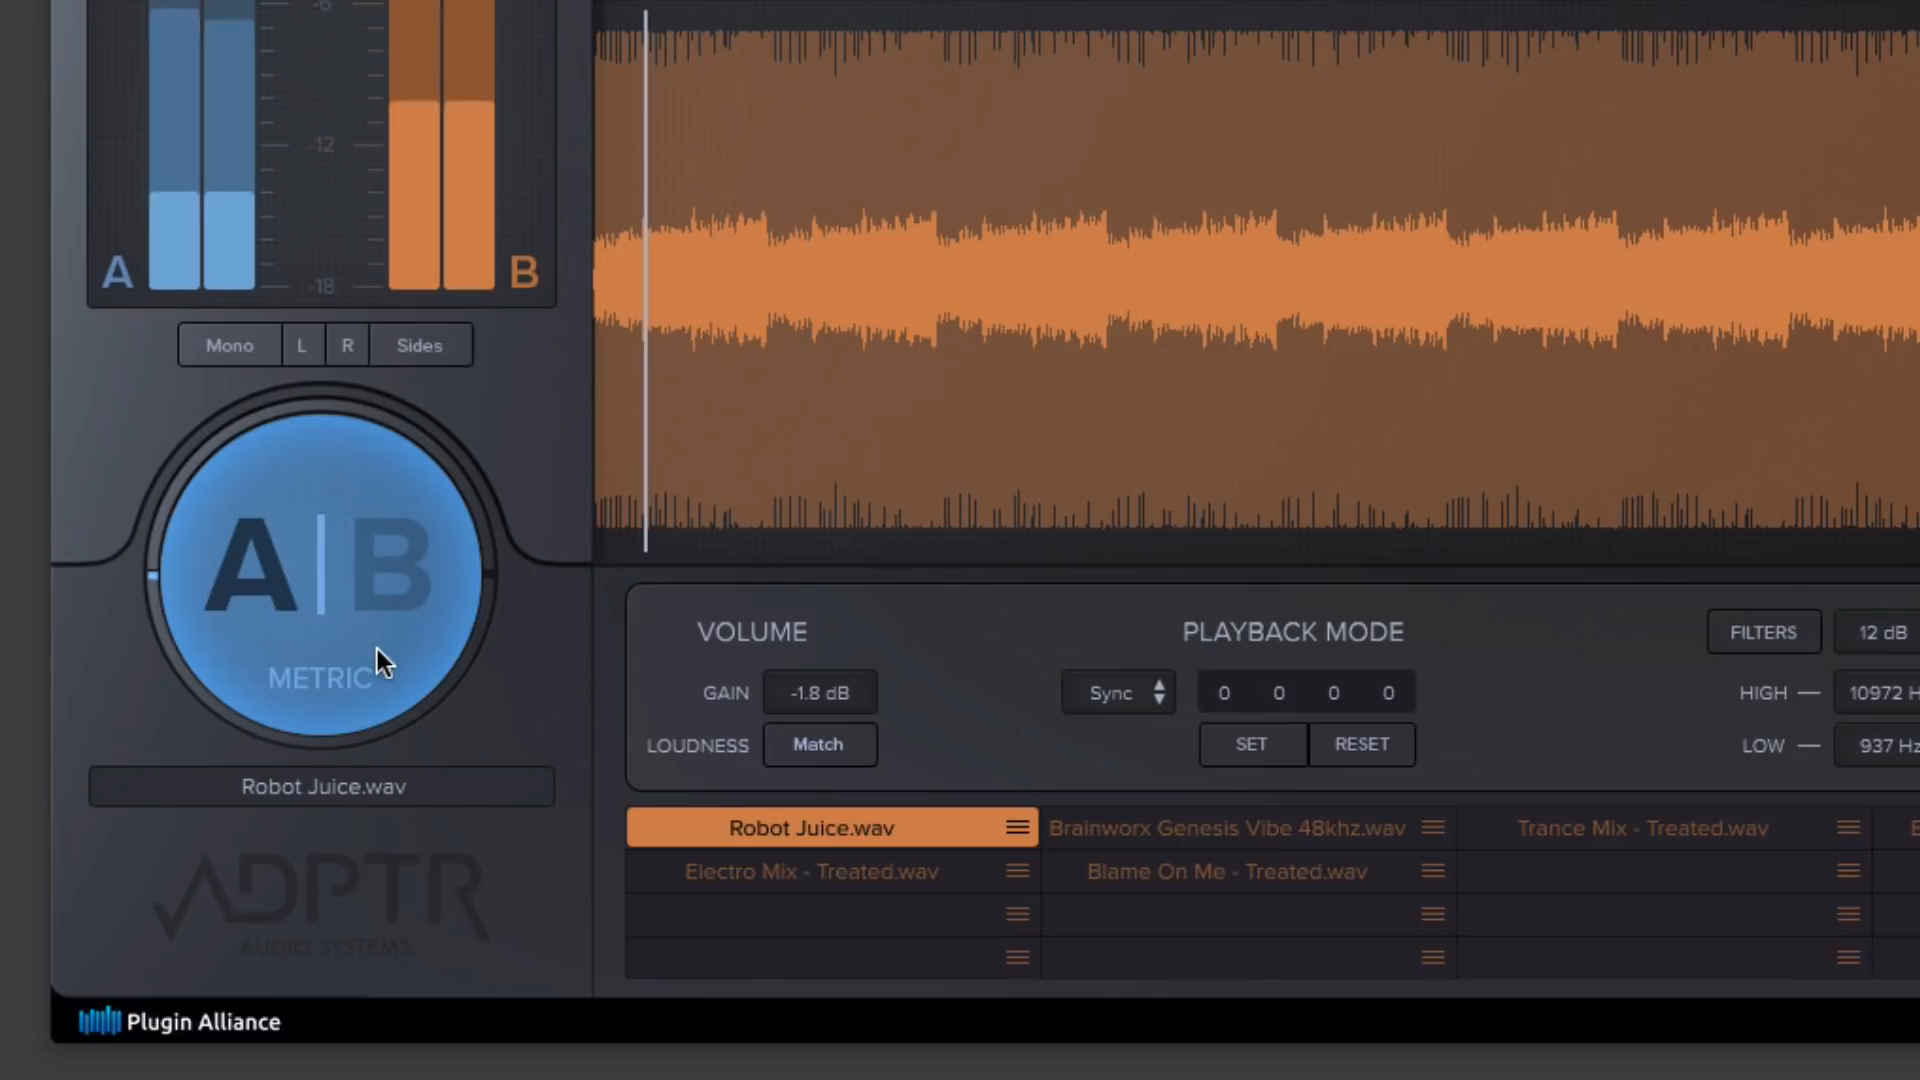 -6
-12
-18
A
B
Mono L R Sides
A|B
METRIC
Robot Juice.wav
ADPTR
AUDIO SYSTEMS
VOLUME
GAIN -1.8 dB
LOUDNESS Match
PLAYBACK MODE
Sync 0 0 0 0
SET RESET
FILTERS 12 dB
HIGH — 10972 H
LOW — 937 Hz
Robot Juice.wav Brainworx Genesis Vibe 48khz.wav Trance Mix - Treated.wav
Electro Mix - Treated.wav Blame On Me - Treated.wav
Plugin Alliance